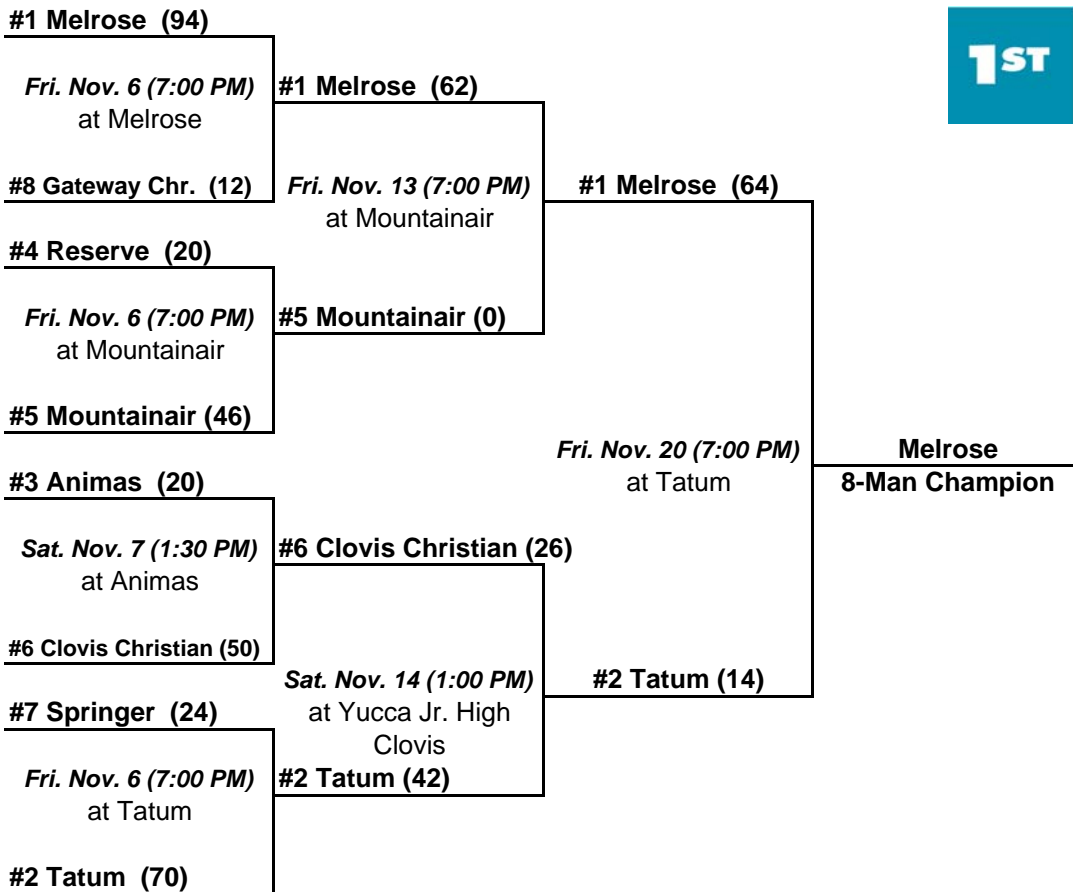 #1 Melrose (94)
1ST
Fri. Nov. 6 (7:00 PM)
at Melrose
#1 Melrose (62)
#8 Gateway Chr. (12)
Fri. Nov. 13 (7:00 PM)
at Mountainair
#1 Melrose (64)
#4 Reserve (20)
Fri. Nov. 6 (7:00 PM)
at Mountainair
#5 Mountainair (0)
#5 Mountainair (46)
Fri. Nov. 20 (7:00 PM)
at Tatum
Melrose
8-Man Champion
#3 Animas (20)
Sat. Nov. 7 (1:30 PM)
at Animas
#6 Clovis Christian (26)
#6 Clovis Christian (50)
Sat. Nov. 14 (1:00 PM)
at Yucca Jr. High
Clovis
#2 Tatum (14)
#7 Springer (24)
Fri. Nov. 6 (7:00 PM)
at Tatum
#2 Tatum (42)
#2 Tatum (70)